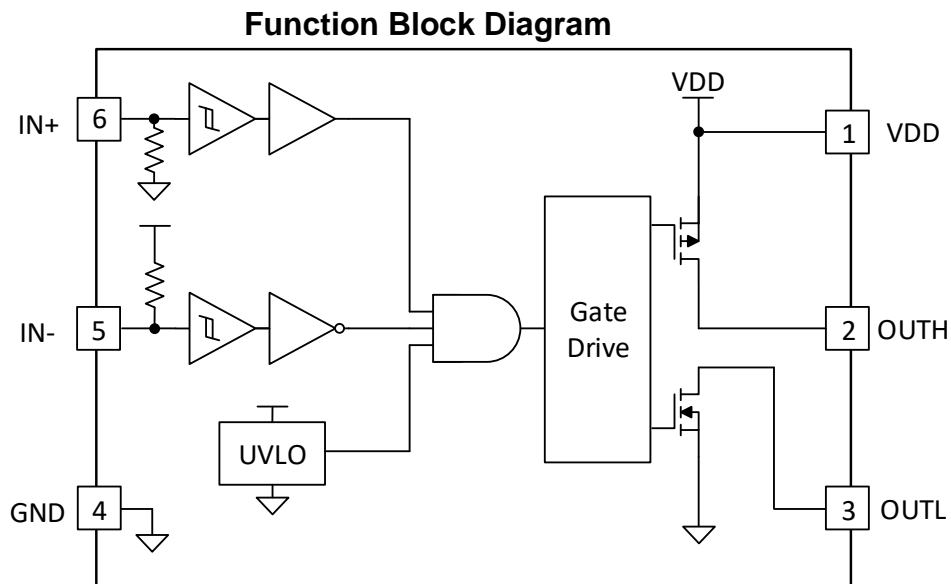 Function Block Diagram
VDD
IN+
6
1
VDD
IN-
5
Gate
Drive
2
OUTH
UVLO
GND
4
3
OUTL